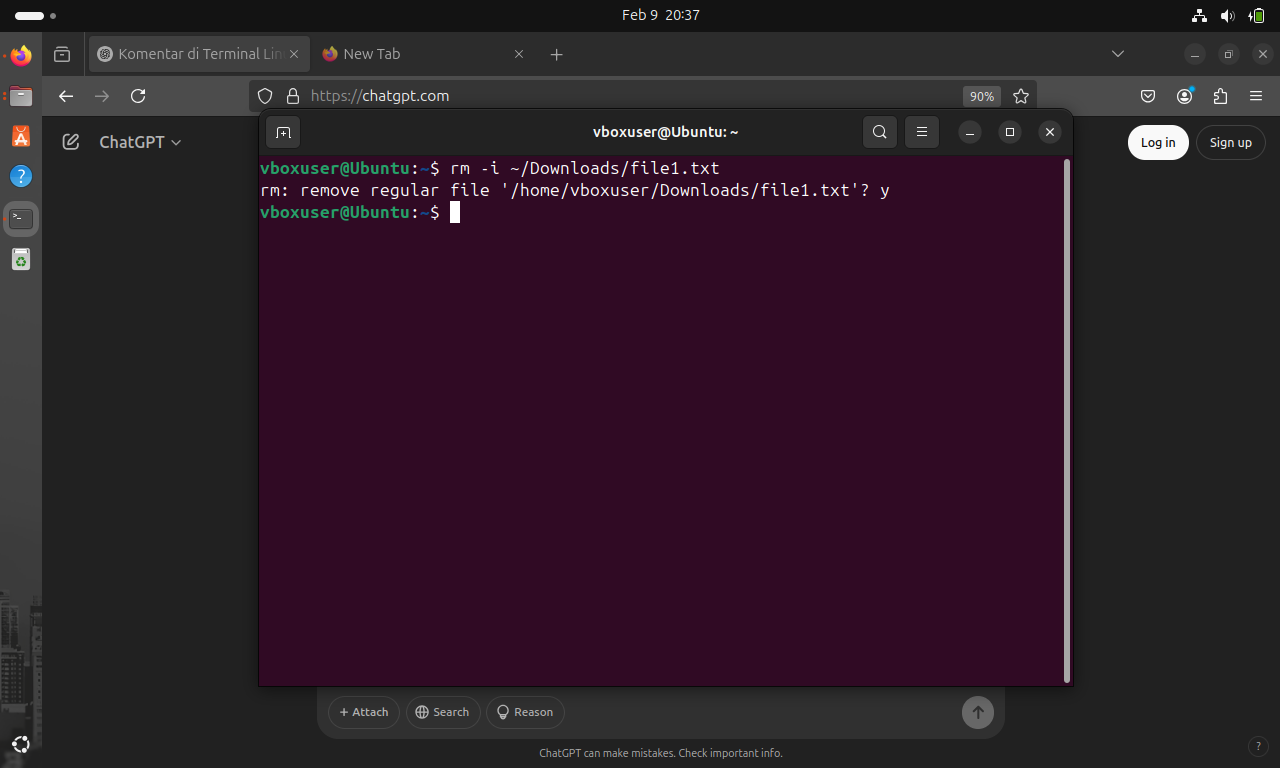 Feb 9 20:37
Komentar di Terminal Lin
New Tab
https://chatgpt.com
90%
ChatGPT
Log in
Sign up
vboxuser@Ubuntu: ~
vboxuser@Ubuntu:~$ rm -i ~/Downloads/file1.txt
rm: remove regular file '/home/vboxuser/Downloads/file1.txt'? y
vboxuser@Ubuntu:~$
+ Attach
Search
Reason
ChatGPT can make mistakes. Check important info.
?